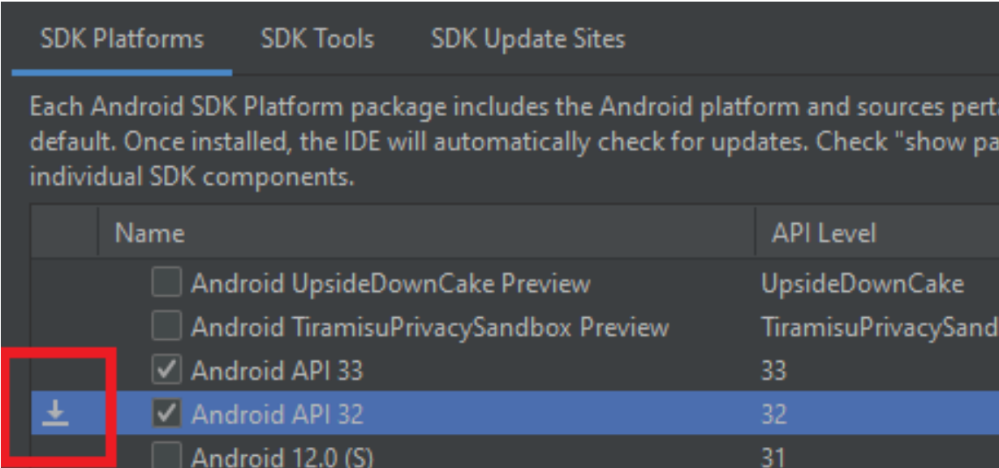 SDK Platforms SDK Tools SDK Update Sites
Each Android SDK Platform package includes the Android platform and sources pert
default. Once installed, the IDE will automatically check for updates. Check "show pa
individual SDK components.
Name API Level
Android UpsideDownCake Preview UpsideDownCake
Android TiramisuPrivacySandbox Preview TiramisuPrivacySand
Android API 33 33
Android API 32 32
Android 12.0 (S) 31